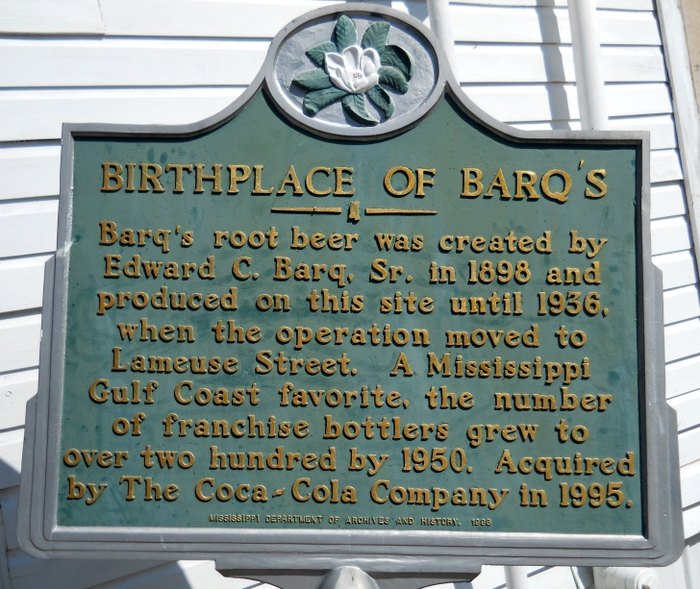 BIRTHPLACE OF BARQ'S
Barq's root beer was created by
Edward C. Barq, Sr. in 1898 and
produced on this site until 1936,
when the operation moved to
Lameuse Street. A Mississippi
Gulf Coast favorite, the number
of franchise bottlers grew to
over two hundred by 1950. Acquired
by The Coca-Cola Company in 1995.
MISSISSIPPI DEPARTMENT OF ARCHIVES AND HISTORY, 1998